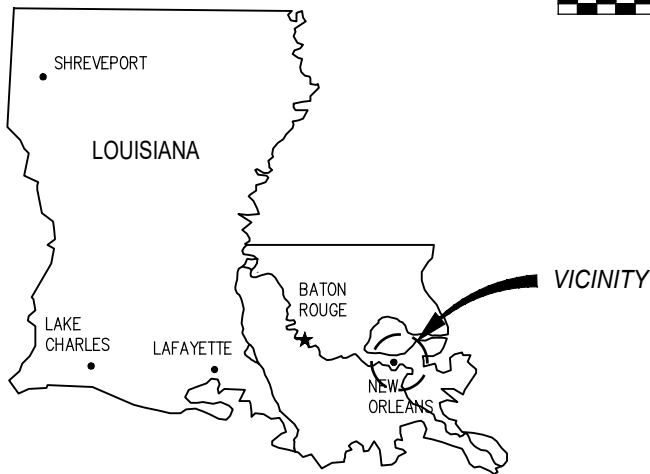 SHREVEPORT
LOUISIANA
BATON
ROUGE
VICINITY
LAKE
CHARLES
LAFAYETTE
NEW
ORLEANS